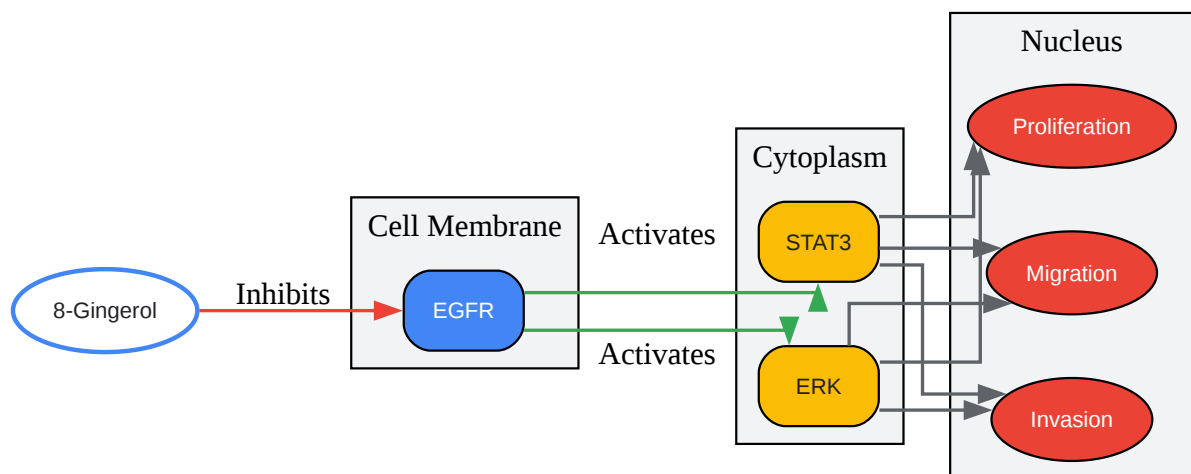 Nucleus
Proliferation
Cytoplasm
Cell Membrane
Activates
STAT3
Migration
8-Gingerol
Inhibits
EGFR
Activates
ERK
Invasion